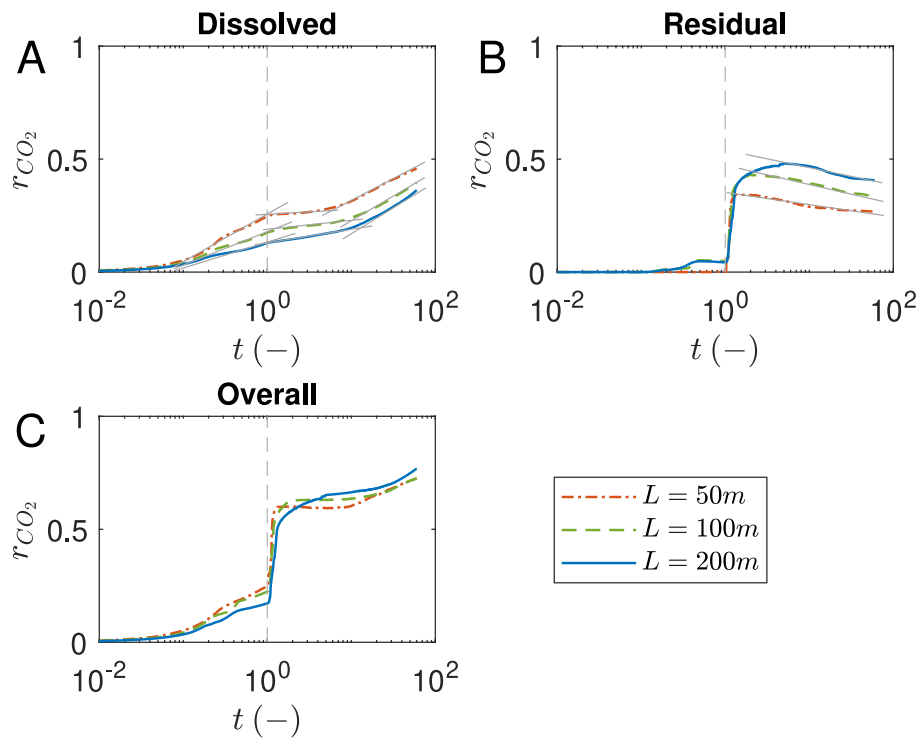 Dissolved
A
1
0.5
0
r_{CO_2}
10^{-2}
10^0
10^2
t (−)
Residual
B
1
0.5
0
r_{CO_2}
10^{-2}
10^0
10^2
t (−)
Overall
C
1
0.5
0
r_{CO_2}
10^{-2}
10^0
10^2
t (−)
L = 50m
L = 100m
L = 200m